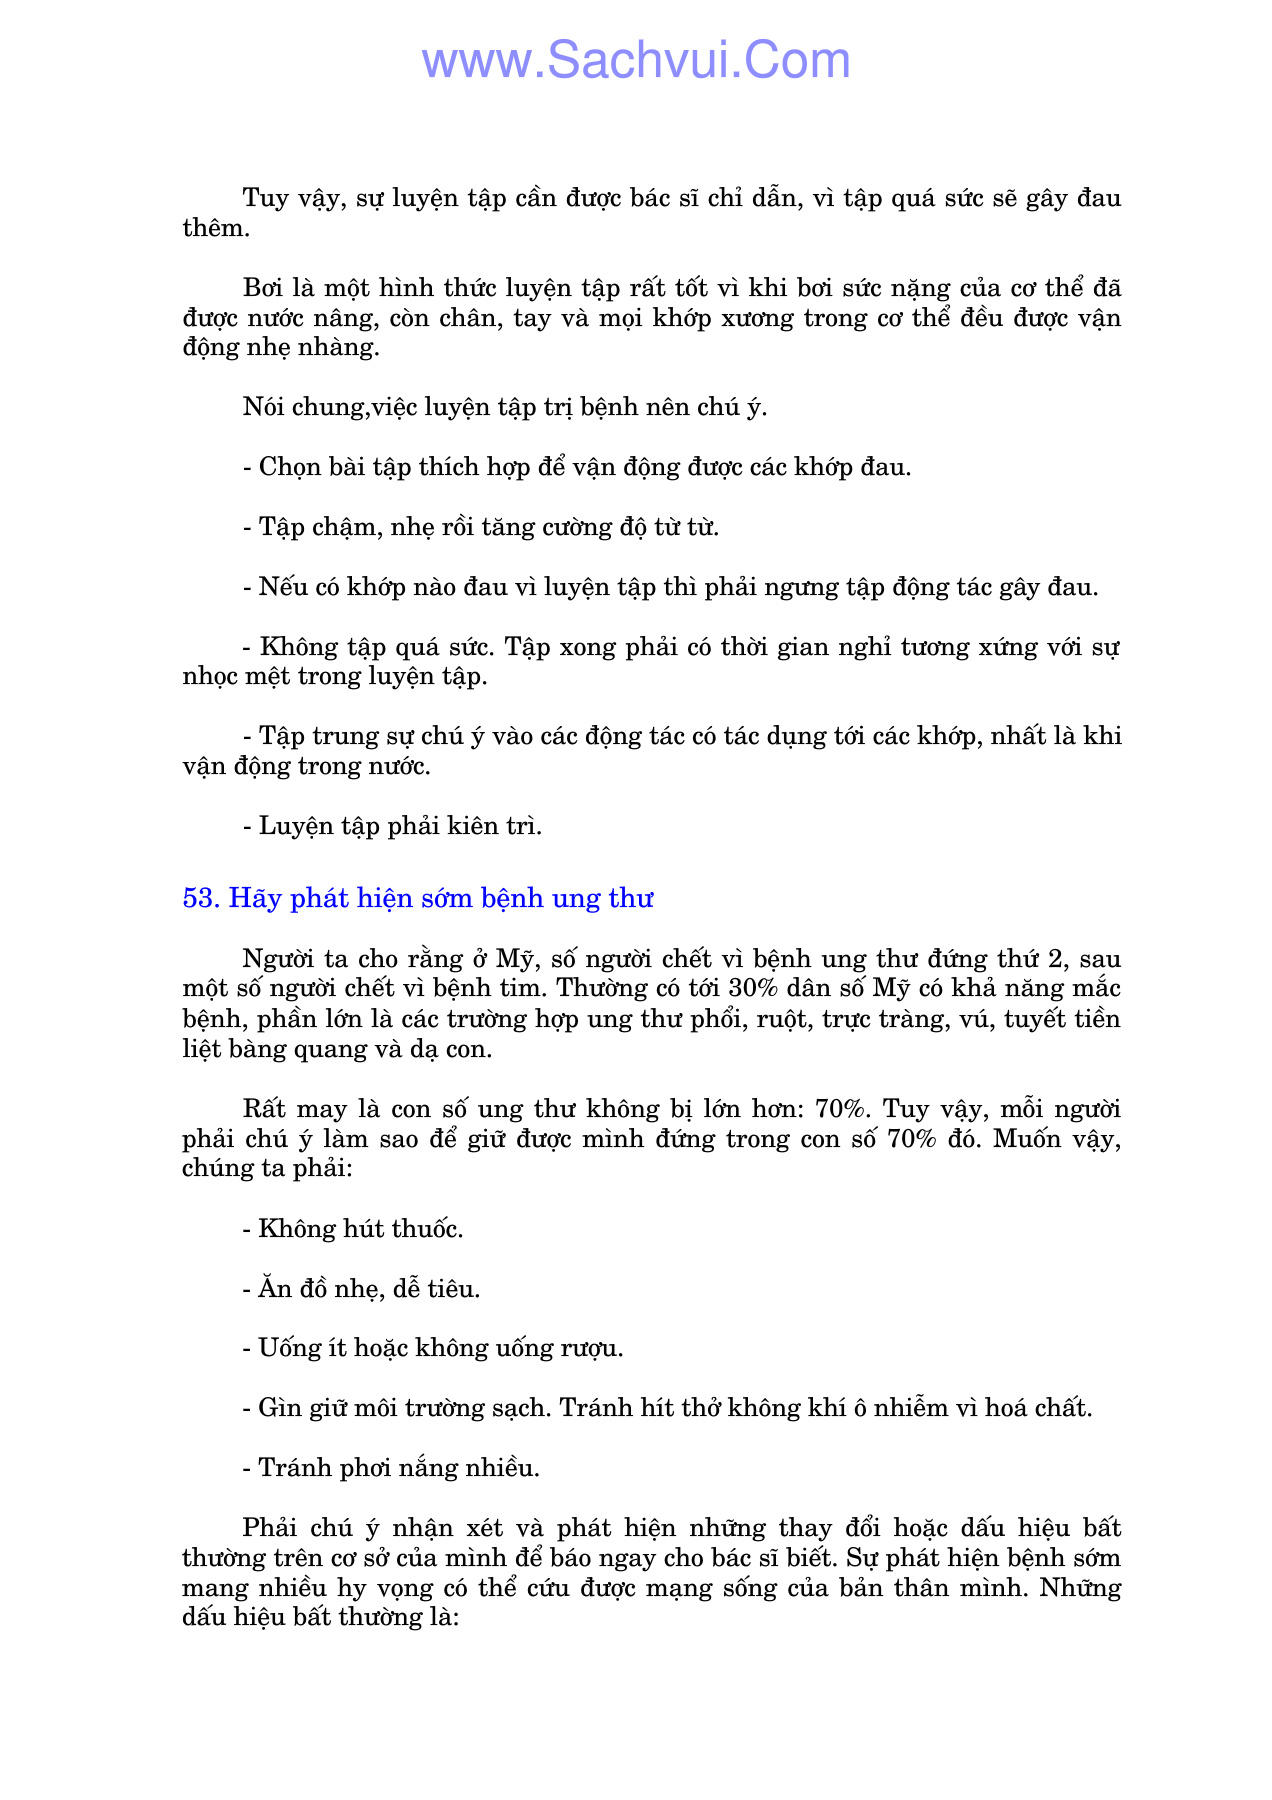 www.Sachvui.Com
Tuy vậy, sự luyện tập cần được bác sĩ chỉ dẫn, vì tập quá sức sẽ gây đau
thêm.
Bơi là một hình thức luyện tập rất tốt vì khi bơi sức nặng của cơ thể đã
được nước nâng, còn chân, tay và mọi khớp xương trong cơ thể đều được vận
động nhẹ nhàng.
Nói chung,việc luyện tập trị bệnh nên chú ý.
- Chọn bài tập thích hợp để vận động được các khớp đau.
- Tập chậm, nhẹ rồi tăng cường độ từ từ.
- Nếu có khớp nào đau vì luyện tập thì phải ngưng tập động tác gây đau.
- Không tập quá sức. Tập xong phải có thời gian nghỉ tương xứng với sự
nhọc mệt trong luyện tập.
- Tập trung sự chú ý vào các động tác có tác dụng tới các khớp, nhất là khi
vận động trong nước.
- Luyện tập phải kiên trì.
53. Hãy phát hiện sớm bệnh ung thư
Người ta cho rằng ở Mỹ, số người chết vì bệnh ung thư đứng thứ 2, sau
một số người chết vì bệnh tim. Thường có tới 30% dân số Mỹ có khả năng mắc
bệnh, phần lớn là các trường hợp ung thư phổi, ruột, trực tràng, vú, tuyết tiền
liệt bàng quang và dạ con.
Rất may là con số ung thư không bị lớn hơn: 70%. Tuy vậy, mỗi người
phải chú ý làm sao để giữ được mình đứng trong con số 70% đó. Muốn vậy,
chúng ta phải:
- Không hút thuốc.
- Ăn đồ nhẹ, dễ tiêu.
- Uống ít hoặc không uống rượu.
- Gìn giữ môi trường sạch. Tránh hít thở không khí ô nhiễm vì hoá chất.
- Tránh phơi nắng nhiều.
Phải chú ý nhận xét và phát hiện những thay đổi hoặc dấu hiệu bất
thường trên cơ sở của mình để báo ngay cho bác sĩ biết. Sự phát hiện bệnh sớm
mang nhiều hy vọng có thể cứu được mạng sống của bản thân mình. Những
dấu hiệu bất thường là: